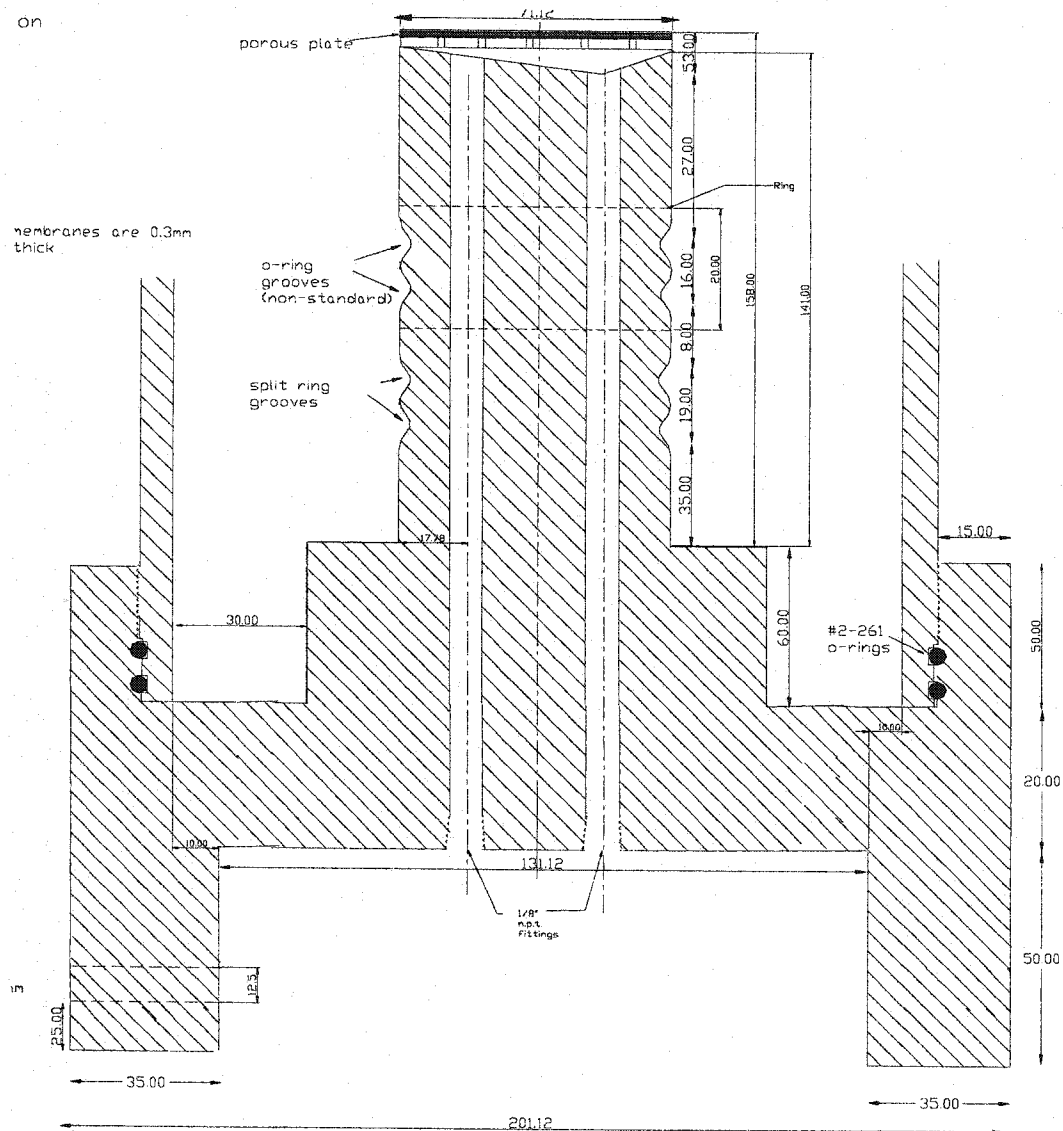 on
71.12
porous plate
53.00
27.00
Ring
membranes are 0.3mm
thick
o-ring
grooves
(non-standard)
16.00
20.00
158.00
141.00
8.00
split ring
grooves
19.00
35.00
17.78
15.00
30.00
60.00
#2-261
o-rings
50.00
10.00
20.00
10.00
131.12
1/8"
n.p.t.
Fittings
50.00
12.5
25.00
35.00
35.00
201.12